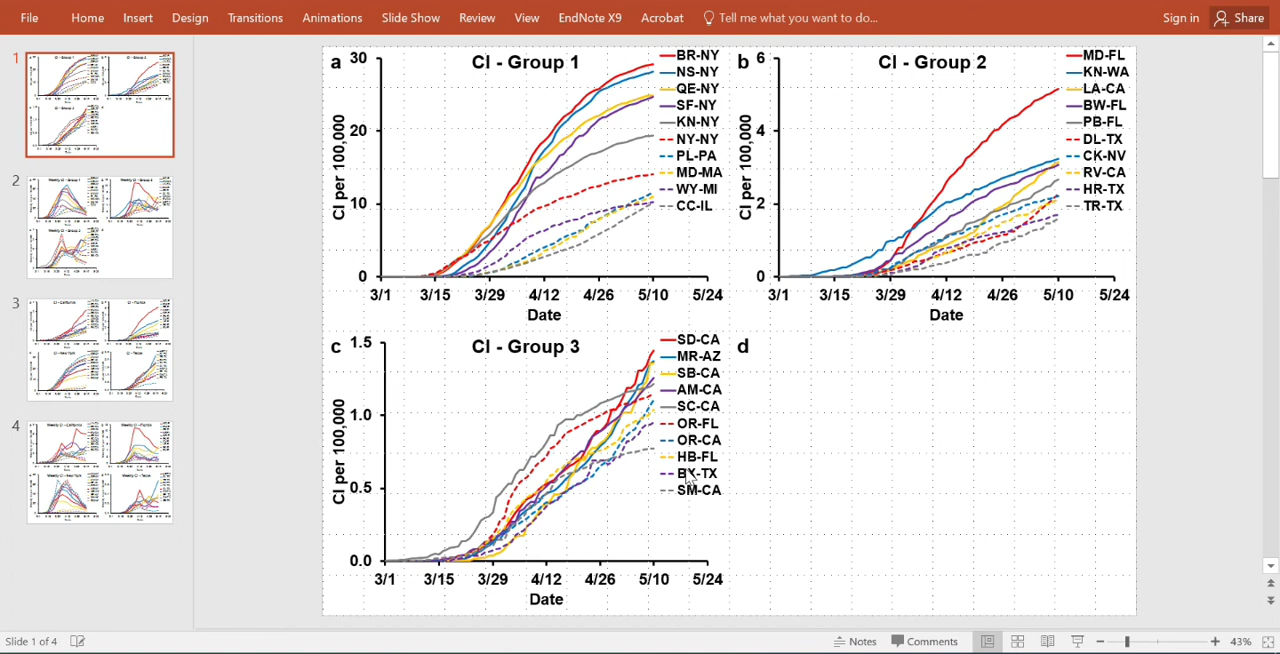 File Home Insert Design Transitions Animations Slide Show Review View EndNote X9 Acrobat Tell me what you want to do... Sign in Share
1
2
3
4
a
CI - Group 1
30
20
10
0
CI per 100,000
3/1 3/15 3/29 4/12 4/26 5/10 5/24
Date
BR-NY
NS-NY
QE-NY
SF-NY
KN-NY
NY-NY
PL-PA
MD-MA
WY-MI
CC-IL
b
CI - Group 2
6
4
2
0
CI per 100,000
3/1 3/15 3/29 4/12 4/26 5/10 5/24
Date
MD-FL
KN-WA
LA-CA
BW-FL
PB-FL
DL-TX
CK-NV
RV-CA
HR-TX
TR-TX
c
CI - Group 3
1.5
1.0
0.5
0.0
CI per 100,000
3/1 3/15 3/29 4/12 4/26 5/10 5/24
Date
SD-CA
MR-AZ
SB-CA
AM-CA
SC-CA
OR-FL
OR-CA
HB-FL
BX-TX
SM-CA
d
Slide 1 of 4 Notes Comments 43%